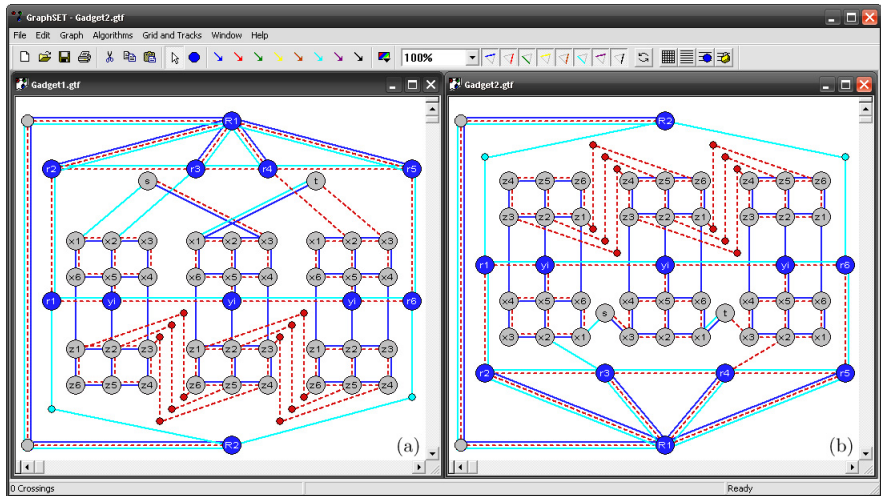 GraphSET - Gadget2.gtf
File Edit Graph Algorithms Grid and Tracks Window Help
100%
Gadget1.gtf
R1
r2 r3 r4 r5
s t
x1 x2 x3 x1 x2 x3 x1 x2 x3
x6 x5 x4 x6 x5 x4 x6 x5 x4
r1 yi yi yi r6
z1 z2 z3 z1 z2 z3 z1 z2 z3
z6 z5 z4 z6 z5 z4 z6 z5 z4
R2
(a)
Gadget2.gtf
R2
z4 z5 z6 z4 z5 z6 z4 z5 z6
z3 z2 z1 z3 z2 z1 z3 z2 z1
r1 yi yi yi r6
x4 x5 x6 x4 x5 x6 x4 x5 x6
s t
x3 x2 x1 x3 x2 x1 x3 x2 x1
r2 r3 r4 r5
R1
(b)
0 Crossings
Ready